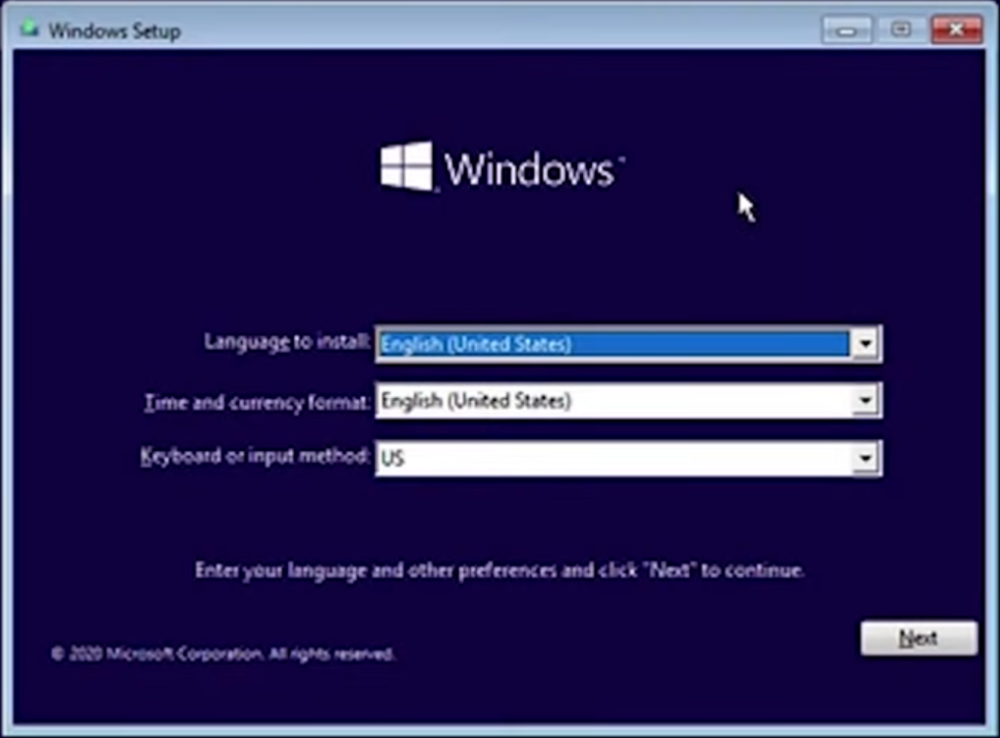 Windows Setup
Windows
Language to install: English (United States)
Time and currency format: English (United States)
Keyboard or input method: US
Enter your language and other preferences and click "Next" to continue.
Next
© 2020 Microsoft Corporation. All rights reserved.